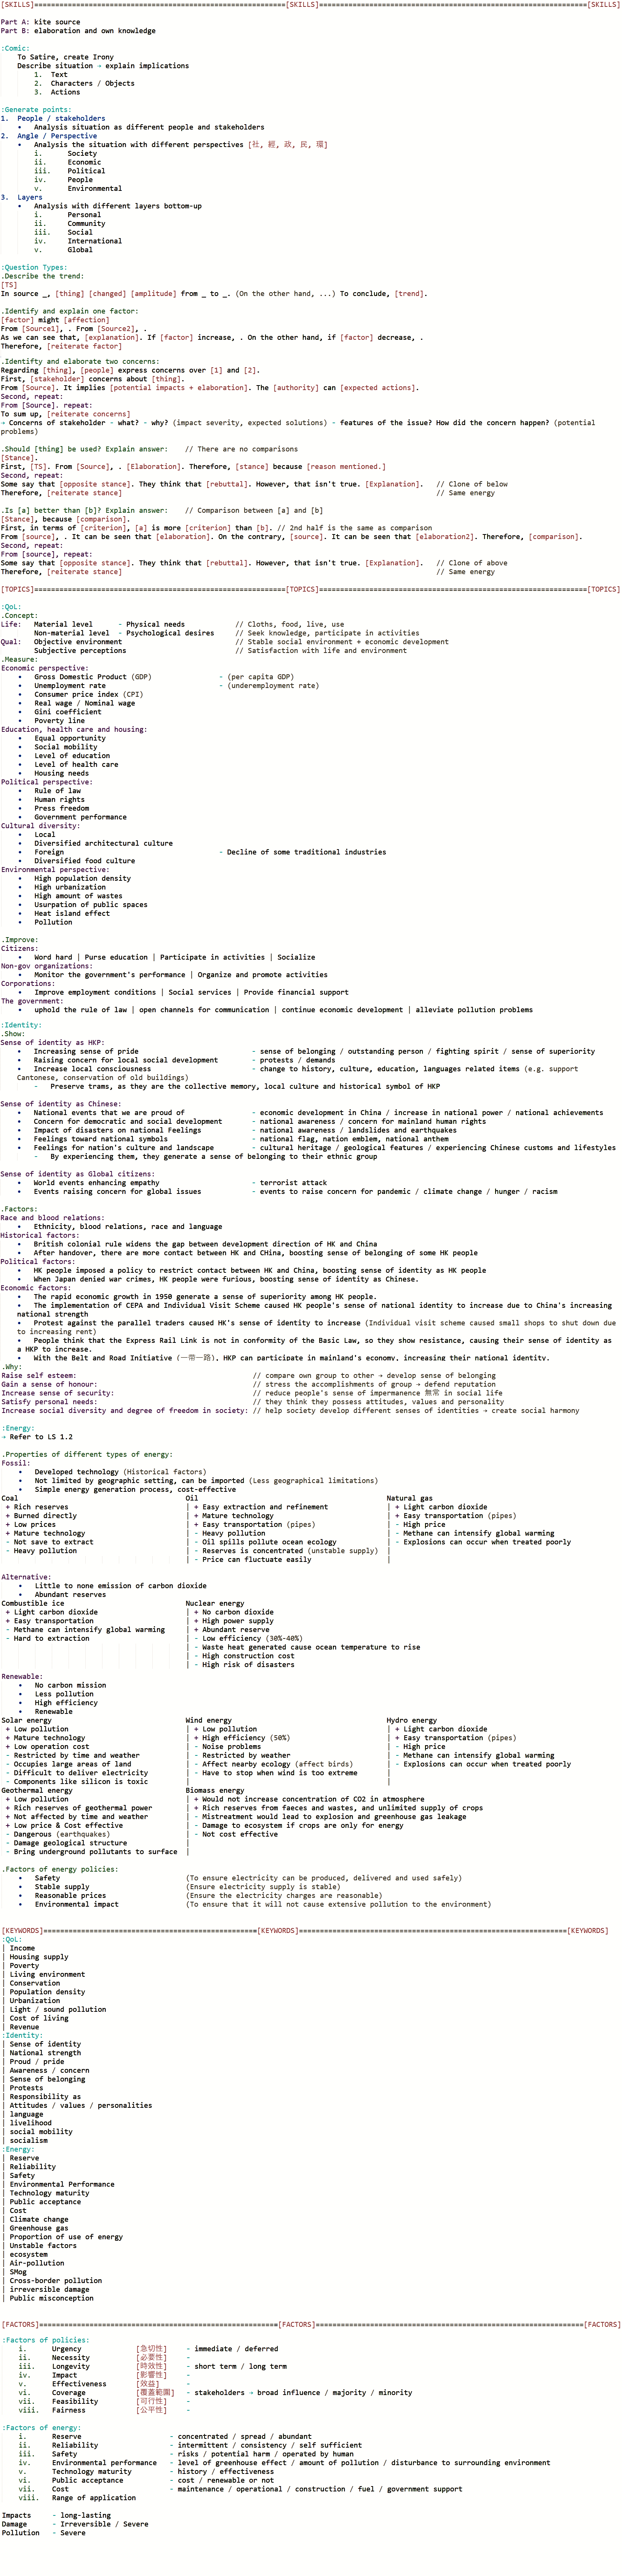 [SKILLS]============================================================[SKILLS]================================================================[SKILLS]
Part A: kite source
Part B: elaboration and own knowledge
:Comic:
To Satire, create Irony
Describe situation → explain implications
1. Text
2. Characters / Objects
3. Actions
:Generate points:
1. People / stakeholders
• Analysis situation as different people and stakeholders
2. Angle / Perspective
• Analysis the situation with different perspectives [社, 經, 政, 民, 環]
i. Society
ii. Economic
iii. Political
iv. People
v. Environmental
3. Layers
• Analysis with different layers bottom-up
i. Personal
ii. Community
iii. Social
iv. International
v. Global
:Question Types:
.Describe the trend:
[TS]
In source _, [thing] [changed] [amplitude] from _ to _. (On the other hand, ...) To conclude, [trend].
.Identify and explain one factor:
[factor] might [affection]
From [Source1], . From [Source2], .
As we can see that, [explanation]. If [factor] increase, . On the other hand, if [factor] decrease, .
Therefore, [reiterate factor]
.Identifty and elaborate two concerns:
Regarding [thing], [people] express concerns over [1] and [2].
First, [stakeholder] concerns about [thing].
From [Source]. It implies [potential impacts + elaboration]. The [authority] can [expected actions].
Second, repeat:
From [Source]. repeat:
To sum up, [reiterate concerns]
→ Concerns of stakeholder - what? - why? (impact severity, expected solutions) - features of the issue? How did the concern happen? (potential
problems)
.Should [thing] be used? Explain answer: // There are no comparisons
[Stance].
First, [TS]. From [Source], . [Elaboration]. Therefore, [stance] because [reason mentioned.]
Second, repeat:
Some say that [opposite stance]. They think that [rebuttal]. However, that isn't true. [Explanation]. // Clone of below
Therefore, [reiterate stance] // Same energy
.Is [a] better than [b]? Explain answer: // Comparison between [a] and [b]
[Stance], because [comparison].
First, in terms of [criterion], [a] is more [criterion] than [b]. // 2nd half is the same as comparison
From [source], . It can be seen that [elaboration]. On the contrary, [source]. It can be seen that [elaboration2]. Therefore, [comparison].
Second, repeat:
From [source], repeat:
Some say that [opposite stance]. They think that [rebuttal]. However, that isn't true. [Explanation]. // Clone of above
Therefore, [reiterate stance] // Same energy
[TOPICS]============================================================[TOPICS]================================================================[TOPICS]
:QoL:
.Concept:
Life: Material level - Physical needs // Cloths, food, live, use
Non-material level - Psychological desires // Seek knowledge, participate in activities
Qual: Objective environment // Stable social environment + economic development
Subjective perceptions // Satisfaction with life and environment
.Measure:
Economic perspective:
• Gross Domestic Product (GDP) - (per capita GDP)
• Unemployment rate - (underemployment rate)
• Consumer price index (CPI)
• Real wage / Nominal wage
• Gini coefficient
• Poverty line
Education, health care and housing:
• Equal opportunity
• Social mobility
• Level of education
• Level of health care
• Housing needs
Political perspective:
• Rule of law
• Human rights
• Press freedom
• Government performance
Cultural diversity:
• Local
• Diversified architectural culture
• Foreign - Decline of some traditional industries
• Diversified food culture
Environmental perspective:
• High population density
• High urbanization
• High amount of wastes
• Usurpation of public spaces
• Heat island effect
• Pollution
.Improve:
Citizens:
• Word hard | Purse education | Participate in activities | Socialize
Non-gov organizations:
• Monitor the government's performance | Organize and promote activities
Corporations:
• Improve employment conditions | Social services | Provide financial support
The government:
• uphold the rule of law | open channels for communication | continue economic development | alleviate pollution problems
:Identity:
.Show:
Sense of identity as HKP:
• Increasing sense of pride - sense of belonging / outstanding person / fighting spirit / sense of superiority
• Raising concern for local social development - protests / demands
• Increase local consciousness - change to history, culture, education, languages related items (e.g. support
Cantonese, conservation of old buildings)
- Preserve trams, as they are the collective memory, local culture and historical symbol of HKP
Sense of identity as Chinese:
• National events that we are proud of - economic development in China / increase in national power / national achievements
• Concern for democratic and social development - national awareness / concern for mainland human rights
• Impact of disasters on national Feelings - national awareness / landslides and earthquakes
• Feelings toward national symbols - national flag, nation emblem, national anthem
• Feelings for nation's culture and landscape - cultural heritage / geological features / experiencing Chinese customs and lifestyles
- By experiencing them, they generate a sense of belonging to their ethnic group
Sense of identity as Global citizens:
• World events enhancing empathy - terrorist attack
• Events raising concern for global issues - events to raise concern for pandemic / climate change / hunger / racism
.Factors:
Race and blood relations:
• Ethnicity, blood relations, race and language
Historical factors:
• British colonial rule widens the gap between development direction of HK and China
• After handover, there are more contact between HK and CHina, boosting sense of belonging of some HK people
Political factors:
• HK people imposed a policy to restrict contact between HK and China, boosting sense of identity as HK people
• When Japan denied war crimes, HK people were furious, boosting sense of identity as Chinese.
Economic factors:
• The rapid economic growth in 1950 generate a sense of superiority among HK people.
• The implementation of CEPA and Individual Visit Scheme caused HK people's sense of national identity to increase due to China's increasing
national strength
• Protest against the parallel traders caused HK's sense of identity to increase (Individual visit scheme caused small shops to shut down due
to increasing rent)
• People think that the Express Rail Link is not in conformity of the Basic Law, so they show resistance, causing their sense of identity as
a HKP to increase.
• With the Belt and Road Initiative (一帶一路), HKP can participate in mainland's economy, increasing their national identity.
.Why:
Raise self esteem: // compare own group to other → develop sense of belonging
Gain a sense of honour: // stress the accomplishments of group → defend reputation
Increase sense of security: // reduce people's sense of impermanence 無常 in social life
Satisfy personal needs: // they think they possess attitudes, values and personality
Increase social diversity and degree of freedom in society: // help society develop different senses of identities → create social harmony
:Energy:
→ Refer to LS 1.2
.Properties of different types of energy:
Fossil:
• Developed technology (Historical factors)
• Not limited by geographic setting, can be imported (Less geographical limitations)
• Simple energy generation process, cost-effective
Coal Oil Natural gas
+ Rich reserves | + Easy extraction and refinement | + Light carbon dioxide
+ Burned directly | + Mature technology | + Easy transportation (pipes)
+ Low prices | + Easy transportation (pipes) | - High price
+ Mature technology | - Heavy pollution | - Methane can intensify global warming
- Not save to extract | - Oil spills pollute ocean ecology | - Explosions can occur when treated poorly
- Heavy pollution | - Reserves is concentrated (unstable supply) |
| - Price can fluctuate easily |
Alternative:
• Little to none emission of carbon dioxide
• Abundant reserves
Combustible ice Nuclear energy
+ Light carbon dioxide | + No carbon dioxide
+ Easy transportation | + High power supply
- Methane can intensify global warming | + Abundant reserve
- Hard to extraction | - Low efficiency (30%-40%)
| - Waste heat generated cause ocean temperature to rise
| - High construction cost
| - High risk of disasters
Renewable:
• No carbon mission
• Less pollution
• High efficiency
• Renewable
Solar energy Wind energy Hydro energy
+ Low pollution | + Low pollution | + Light carbon dioxide
+ Mature technology | + High efficiency (50%) | + Easy transportation (pipes)
+ Low operation cost | - Noise problems | - High price
- Restricted by time and weather | - Restricted by weather | - Methane can intensify global warming
- Occupies large areas of land | - Affect nearby ecology (affect birds) | - Explosions can occur when treated poorly
- Difficult to deliver electricity | - Have to stop when wind is too extreme |
- Components like silicon is toxic | |
Geothermal energy Biomass energy
+ Low pollution | + Would not increase concentration of CO2 in atmosphere
+ Rich reserves of geothermal power | + Rich reserves from faeces and wastes, and unlimited supply of crops
+ Not affected by time and weather | - Mistreatment would lead to explosion and greenhouse gas leakage
+ Low price & Cost effective | - Damage to ecosystem if crops are only for energy
- Dangerous (earthquakes) | - Not cost effective
- Damage geological structure |
- Bring underground pollutants to surface |
.Factors of energy policies:
• Safety (To ensure electricity can be produced, delivered and used safely)
• Stable supply (Ensure electricity supply is stable)
• Reasonable prices (Ensure the electricity charges are reasonable)
• Environmental impact (To ensure that it will not cause extensive pollution to the environment)
[KEYWORDS]===================================================[KEYWORDS]================================================================[KEYWORDS]
:QoL:
| Income
| Housing supply
| Poverty
| Living environment
| Conservation
| Population density
| Urbanization
| Light / sound pollution
| Cost of living
| Revenue
:Identity:
| Sense of identity
| National strength
| Proud / pride
| Awareness / concern
| Sense of belonging
| Protests
| Responsibility as
| Attitudes / values / personalities
| language
| livelihood
| social mobility
| socialism
:Energy:
| Reserve
| Reliability
| Safety
| Environmental Performance
| Technology maturity
| Public acceptance
| Cost
| Climate change
| Greenhouse gas
| Proportion of use of energy
| Unstable factors
| ecosystem
| Air-pollution
| SMog
| Cross-border pollution
| irreversible damage
| Public misconception
[FACTORS]=========================================================[FACTORS]================================================================[FACTORS]
:Factors of policies:
i. Urgency [急切性] - immediate / deferred
ii. Necessity [必要性] -
iii. Longevity [時效性] - short term / long term
iv. Impact [影響性] -
v. Effectiveness [效益] -
vi. Coverage [覆蓋範圍] - stakeholders → broad influence / majority / minority
vii. Feasibility [可行性] -
viii. Fairness [公平性] -
:Factors of energy:
i. Reserve - concentrated / spread / abundant
ii. Reliability - intermittent / consistency / self sufficient
iii. Safety - risks / potential harm / operated by human
iv. Environmental performance - level of greenhouse effect / amount of pollution / disturbance to surrounding environment
v. Technology maturity - history / effectiveness
vi. Public acceptance - cost / renewable or not
vii. Cost - maintenance / operational / construction / fuel / government support
viii. Range of application
Impacts - long-lasting
Damage - Irreversible / Severe
Pollution - Severe